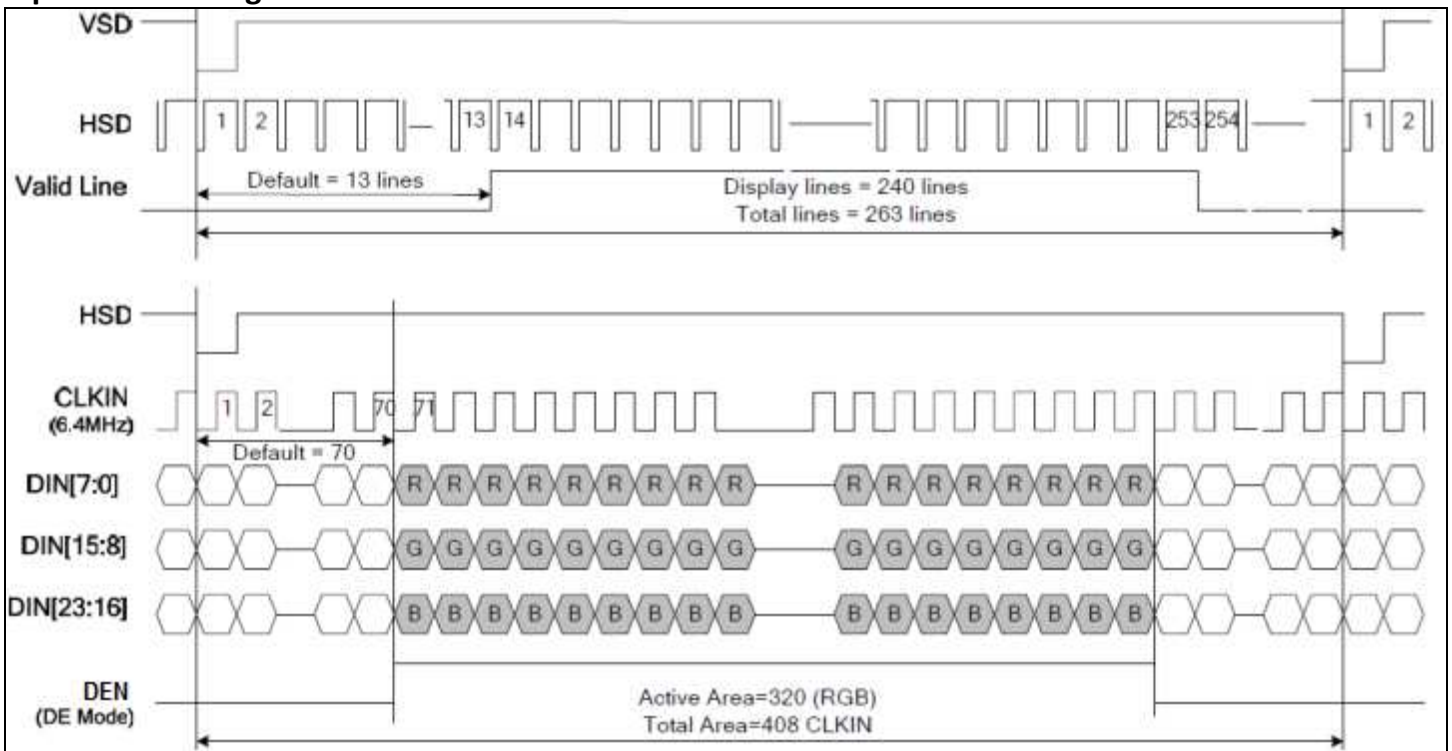 VSD
HSD 1 2 13 14 253 254 1 2
Valid Line
Default = 13 lines
Display lines = 240 lines
Total lines = 263 lines
HSD
CLKIN
(6.4MHz)
1 2 70 71
Default = 70
DIN[7:0] R R R R R R R R R R R R R R R R R
DIN[15:8] G G G G G G G G G G G G G G G G G
DIN[23:16] B B B B B B B B B B B B B B B B B
DEN
(DE Mode)
Active Area=320 (RGB)
Total Area=408 CLKIN